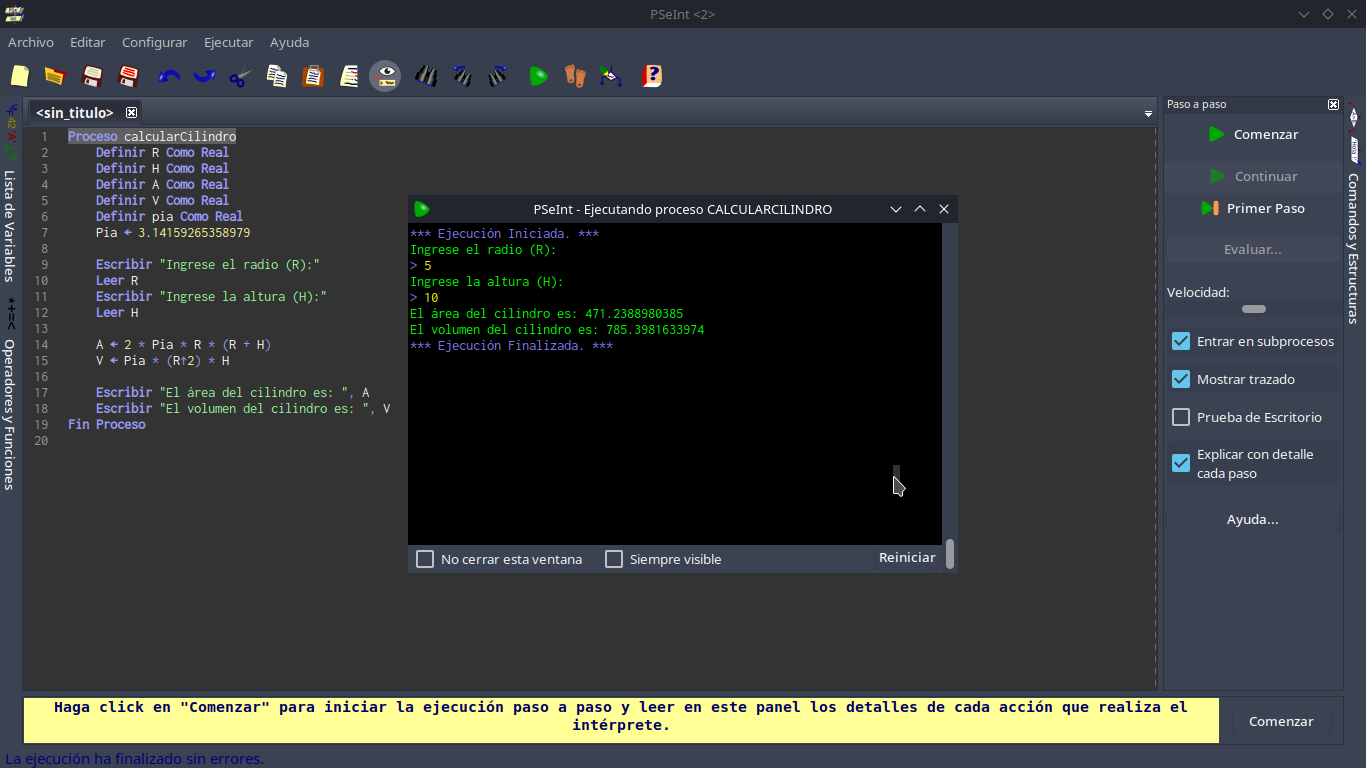 PSeInt <2>
Archivo Editar Configurar Ejecutar Ayuda
<sin_titulo>
1 Proceso calcularCilindro
2 Definir R Como Real
3 Definir H Como Real
4 Definir A Como Real
5 Definir V Como Real
6 Definir pia Como Real
7 Pia ← 3.14159265358979
8
9 Escribir "Ingrese el radio (R):"
10 Leer R
11 Escribir "Ingrese la altura (H):"
12 Leer H
13
14 A ← 2 * Pia * R * (R + H)
15 V ← Pia * (R↑2) * H
16
17 Escribir "El área del cilindro es: ", A
18 Escribir "El volumen del cilindro es: ", V
19 Fin Proceso
20
Lista de Variables
*+=<
Operadores y Funciones
PSeInt - Ejecutando proceso CALCULARCILINDRO
*** Ejecución Iniciada. ***
Ingrese el radio (R):
> 5
Ingrese la altura (H):
> 10
El área del cilindro es: 471.2388980385
El volumen del cilindro es: 785.3981633974
*** Ejecución Finalizada. ***
No cerrar esta ventana
Siempre visible
Reiniciar
Paso a paso
Comenzar
Continuar
Primer Paso
Evaluar...
Velocidad:
Entrar en subprocesos
Mostrar trazado
Prueba de Escritorio
Explicar con detalle
cada paso
Ayuda...
Comandos y Estructuras
Haga click en "Comenzar" para iniciar la ejecución paso a paso y leer en este panel los detalles de cada acción que realiza el
intérprete.
Comenzar
La ejecución ha finalizado sin errores.